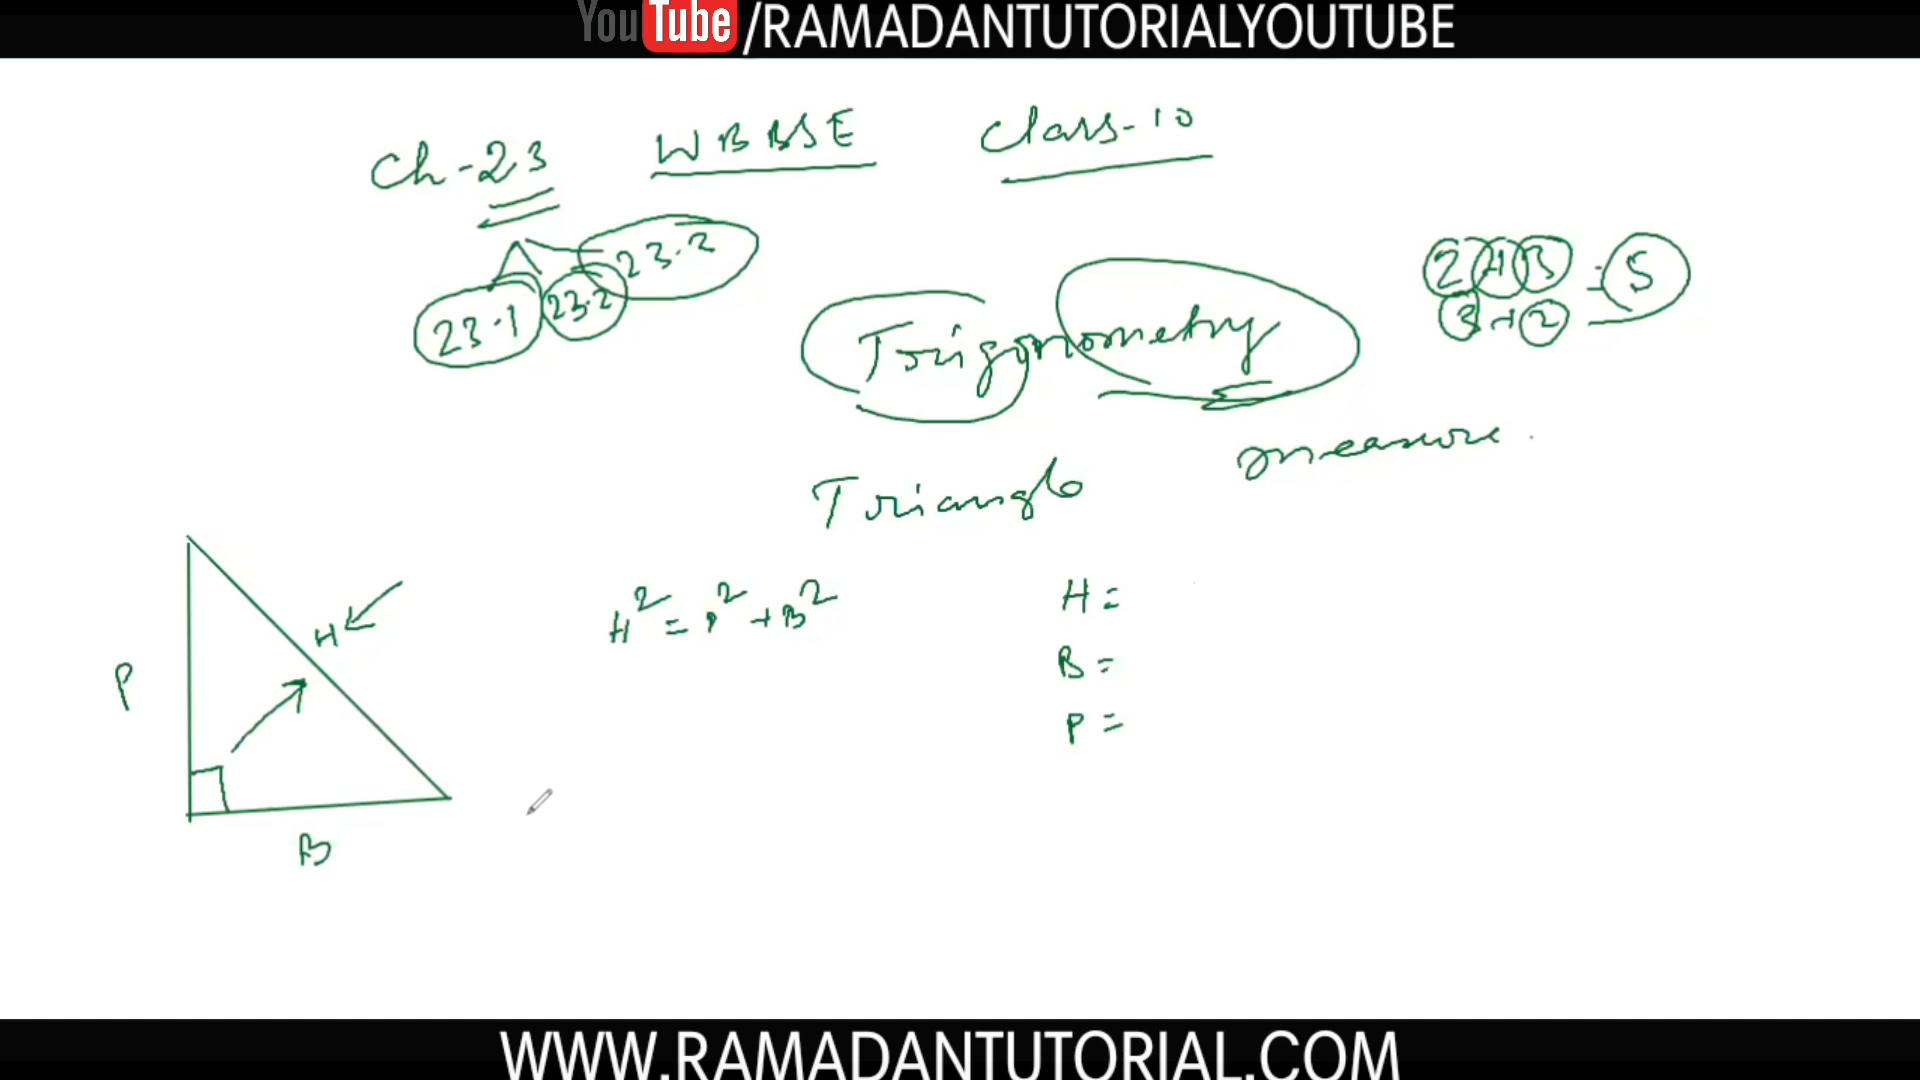 YouTube /RAMADANTUTORIALYOUTUBE
Ch-23 WBBSE Class-10
23.1 23.2 23.2
2+3 = 5
3+2
Trigonometry
measure.
Triangle
P H B
H² = P² + B²
H =
B =
P =
WWW.RAMADANTUTORIAL.COM